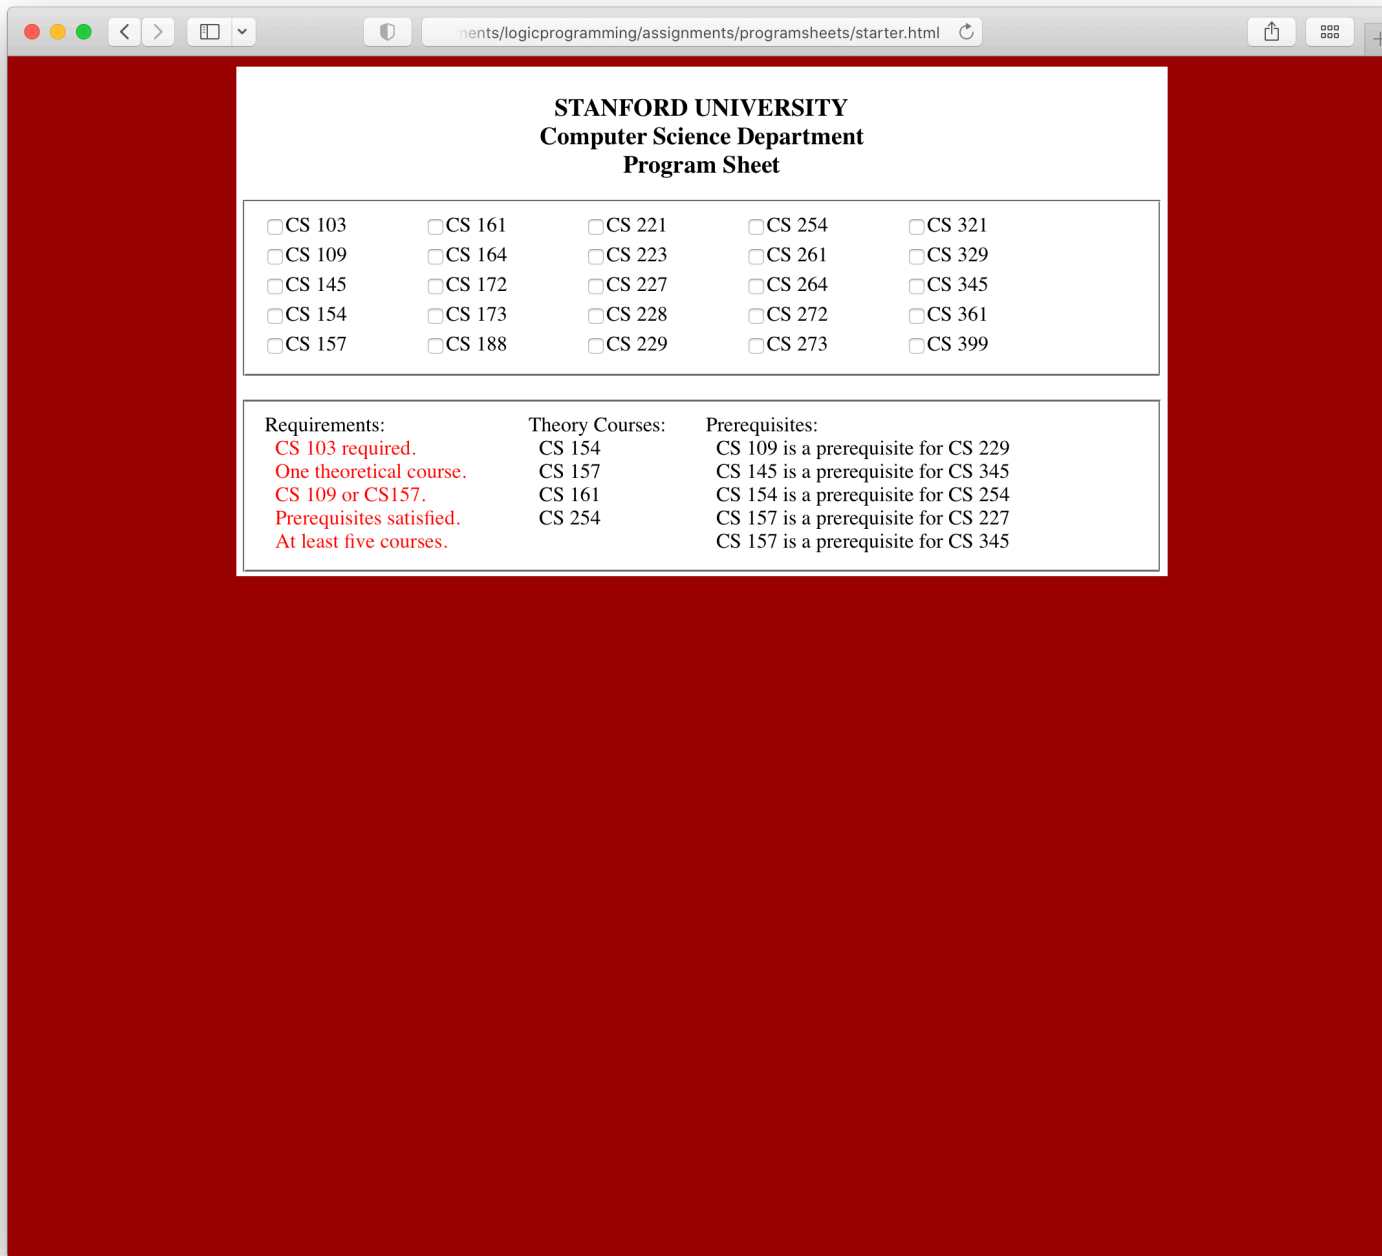 ments/logicprogramming/assignments/programsheets/starter.html
STANFORD UNIVERSITY
Computer Science Department
Program Sheet
CS 103 CS 161 CS 221 CS 254 CS 321
CS 109 CS 164 CS 223 CS 261 CS 329
CS 145 CS 172 CS 227 CS 264 CS 345
CS 154 CS 173 CS 228 CS 272 CS 361
CS 157 CS 188 CS 229 CS 273 CS 399
Requirements: Theory Courses: Prerequisites:
CS 103 required. CS 154 CS 109 is a prerequisite for CS 229
One theoretical course. CS 157 CS 145 is a prerequisite for CS 345
CS 109 or CS157. CS 161 CS 154 is a prerequisite for CS 254
Prerequisites satisfied. CS 254 CS 157 is a prerequisite for CS 227
At least five courses. CS 157 is a prerequisite for CS 345